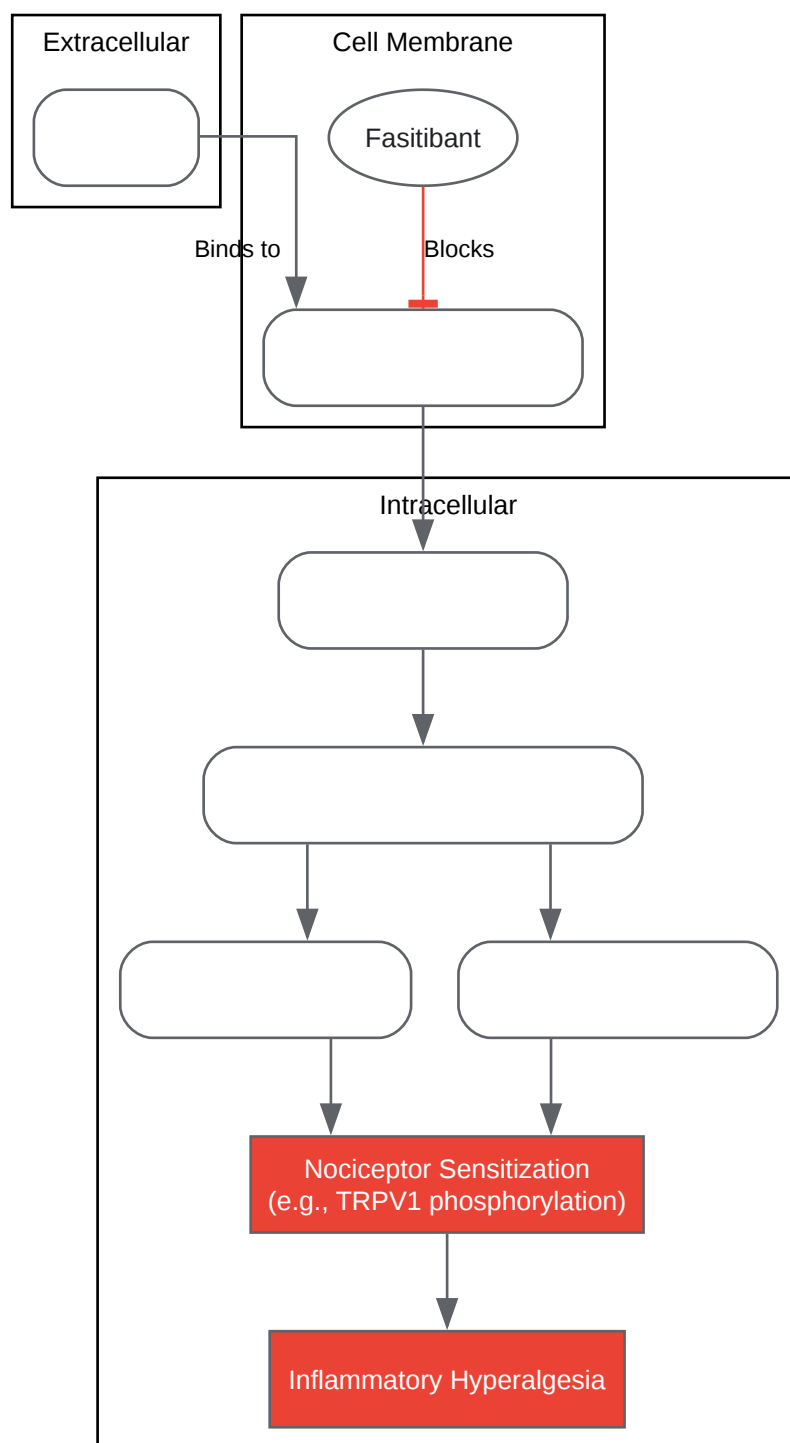 Extracellular
Cell Membrane
Fasitibant
Binds to
Blocks
Intracellular
Nociceptor Sensitization
(e.g., TRPV1 phosphorylation)
Inflammatory Hyperalgesia